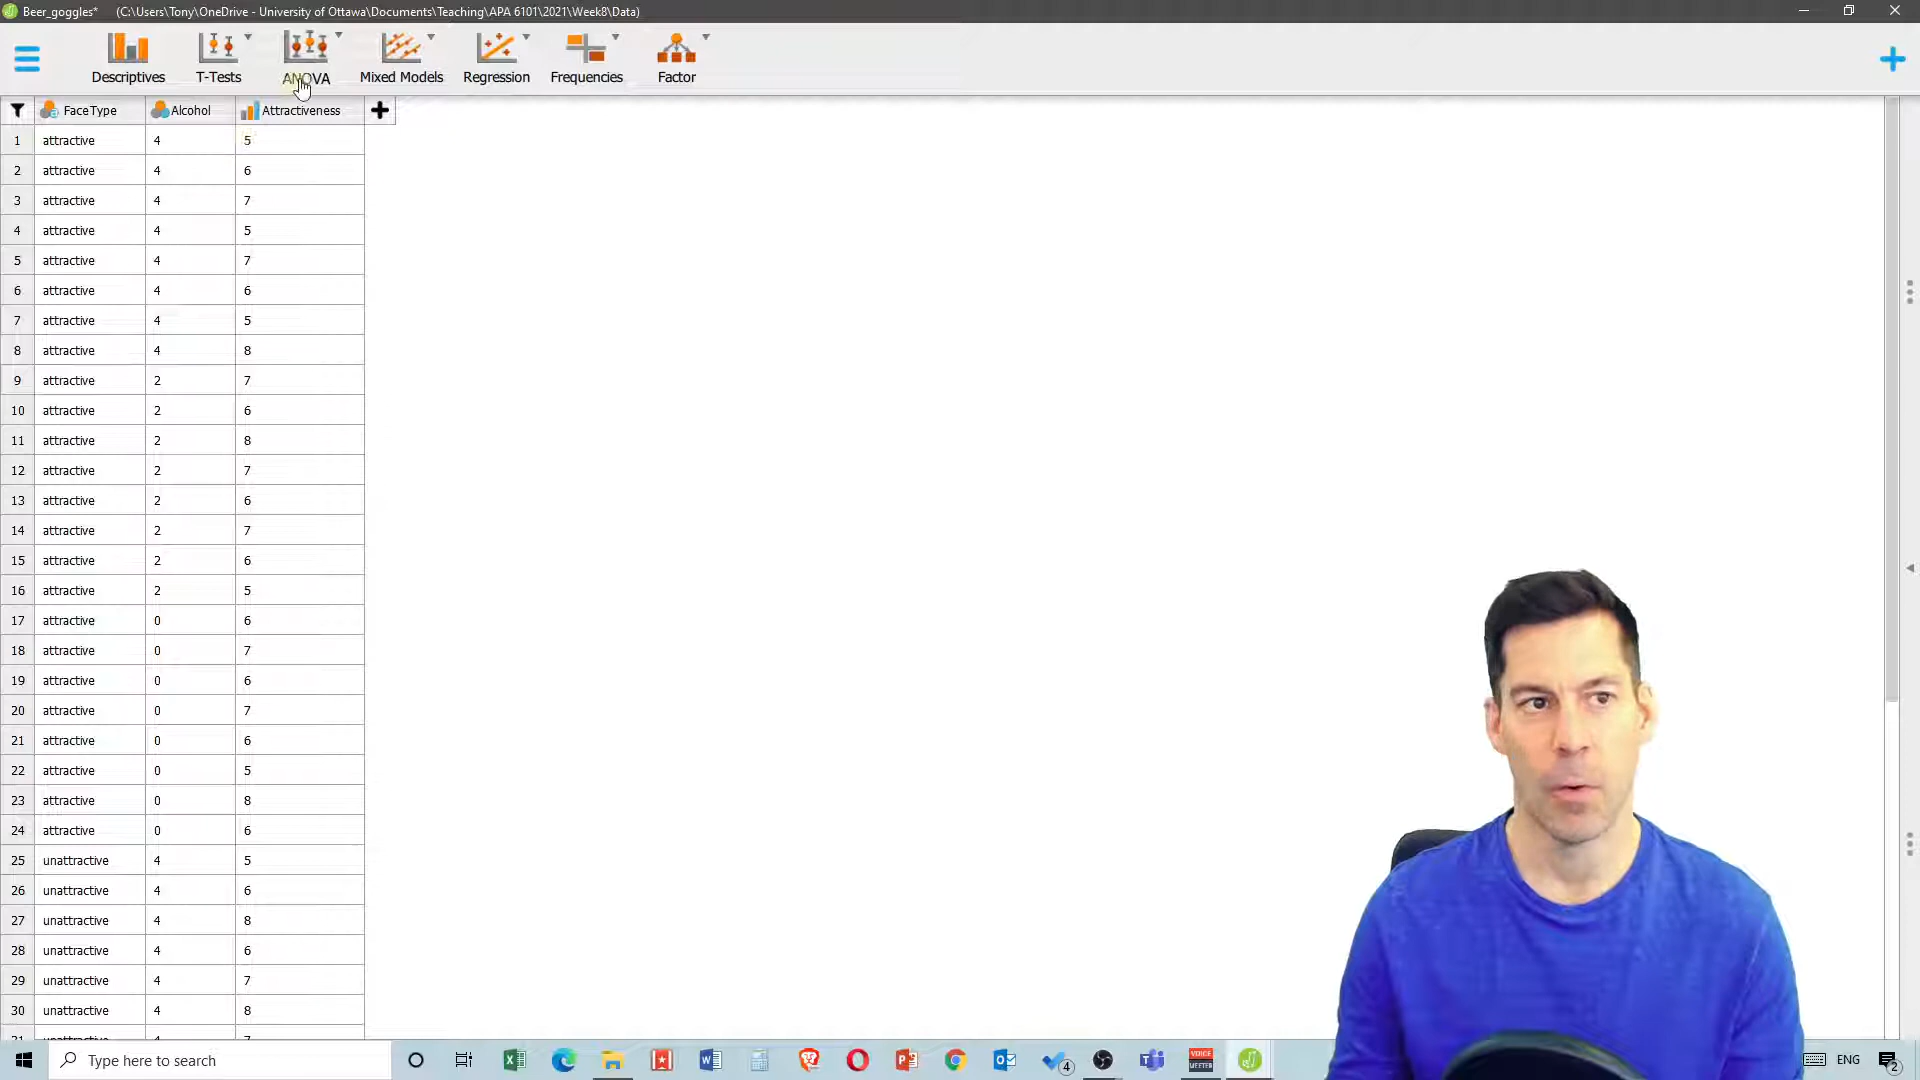 Beer_goggles* (C:\Users\Tony\OneDrive - University of Ottawa\Documents\Teaching\APA 6101\2021\Week8\Data)
Descriptives T-Tests ANOVA Mixed Models Regression Frequencies Factor
FaceType Alcohol Attractiveness
1 attractive 4 5
2 attractive 4 6
3 attractive 4 7
4 attractive 4 5
5 attractive 4 7
6 attractive 4 6
7 attractive 4 5
8 attractive 4 8
9 attractive 2 7
10 attractive 2 6
11 attractive 2 8
12 attractive 2 7
13 attractive 2 6
14 attractive 2 7
15 attractive 2 6
16 attractive 2 5
17 attractive 0 6
18 attractive 0 7
19 attractive 0 6
20 attractive 0 7
21 attractive 0 6
22 attractive 0 5
23 attractive 0 8
24 attractive 0 6
25 unattractive 4 5
26 unattractive 4 6
27 unattractive 4 8
28 unattractive 4 6
29 unattractive 4 7
30 unattractive 4 8
Type here to search 4 VOICE MEETER ENG 2